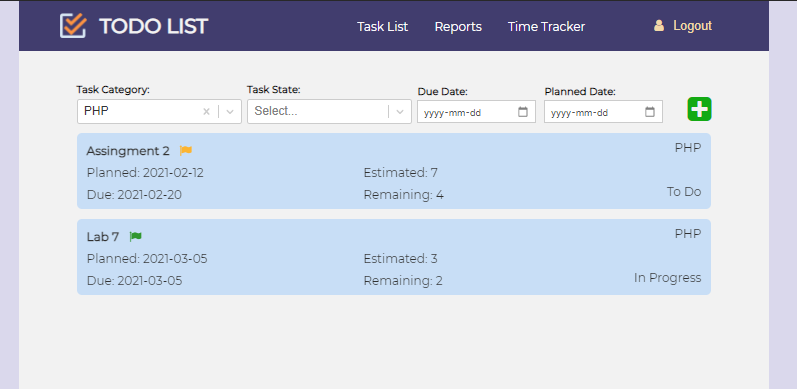 TODO LIST Task List Reports Time Tracker Logout
Task Category: Task State: Due Date: Planned Date:
PHP Select... yyyy-mm-dd yyyy-mm-dd
Assingment 2 PHP
Planned: 2021-02-12 Estimated: 7
Due: 2021-02-20 Remaining: 4 To Do
Lab 7 PHP
Planned: 2021-03-05 Estimated: 3
Due: 2021-03-05 Remaining: 2 In Progress